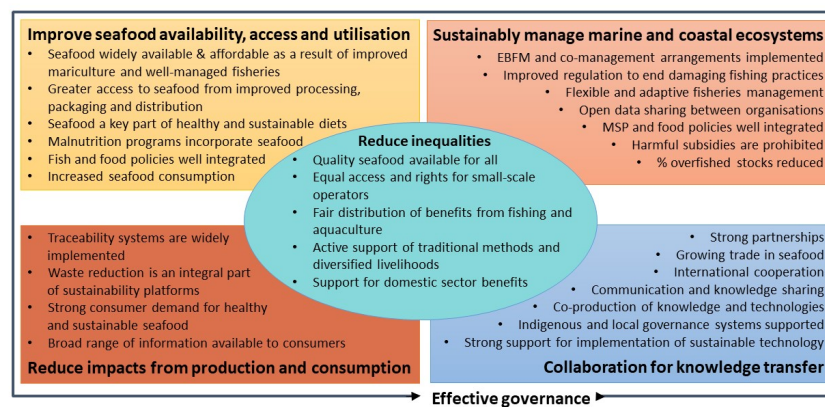 Improve seafood availability, access and utilisation
• Seafood widely available & affordable as a result of improved
mariculture and well-managed fisheries
• Greater access to seafood from improved processing,
packaging and distribution
• Seafood a key part of healthy and sustainable diets
• Malnutrition programs incorporate seafood
• Fish and food policies well integrated
• Increased seafood consumption
Sustainably manage marine and coastal ecosystems
• EBFM and co-management arrangements implemented
• Improved regulation to end damaging fishing practices
• Flexible and adaptive fisheries management
• Open data sharing between organisations
• MSP and food policies well integrated
• Harmful subsidies are prohibited
• % overfished stocks reduced
Reduce inequalities
• Quality seafood available for all
• Equal access and rights for small-scale
operators
• Fair distribution of benefits from fishing and
aquaculture
• Active support of traditional methods and
diversified livelihoods
• Support for domestic sector benefits
• Traceability systems are widely
implemented
• Waste reduction is an integral part
of sustainability platforms
• Strong consumer demand for healthy
and sustainable seafood
• Broad range of information available to consumers
Reduce impacts from production and consumption
• Strong partnerships
• Growing trade in seafood
• International cooperation
• Communication and knowledge sharing
• Co-production of knowledge and technologies
• Indigenous and local governance systems supported
• Strong support for implementation of sustainable technology
Collaboration for knowledge transfer
Effective governance